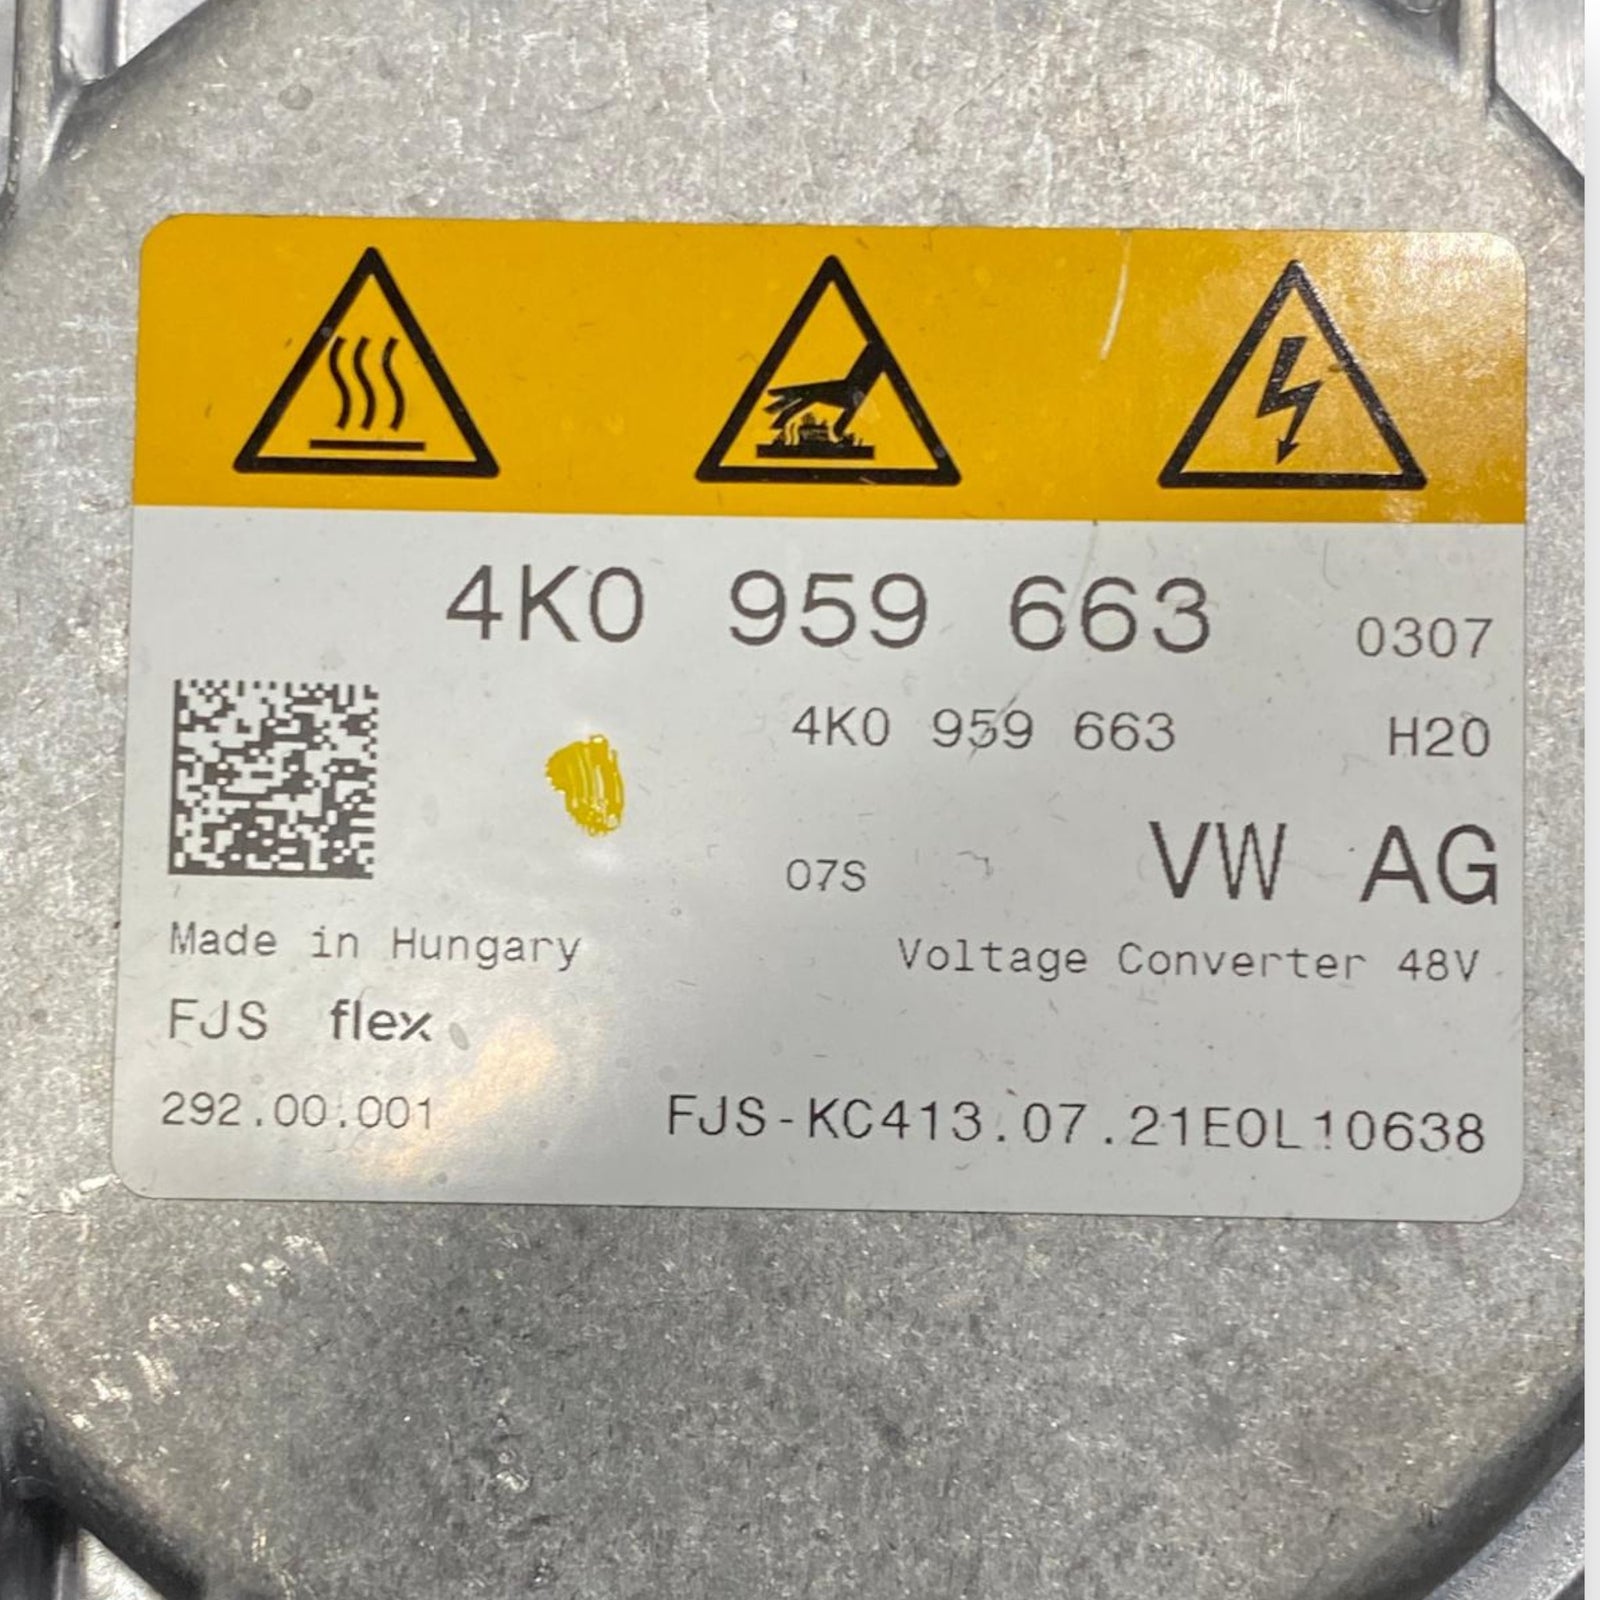 4K0 959 663 0307
4K0 959 663 H20
07S VW AG
Made in Hungary Voltage Converter 48V
FJS flex
292.00.001 FJS-KC413.07.21EOL10638